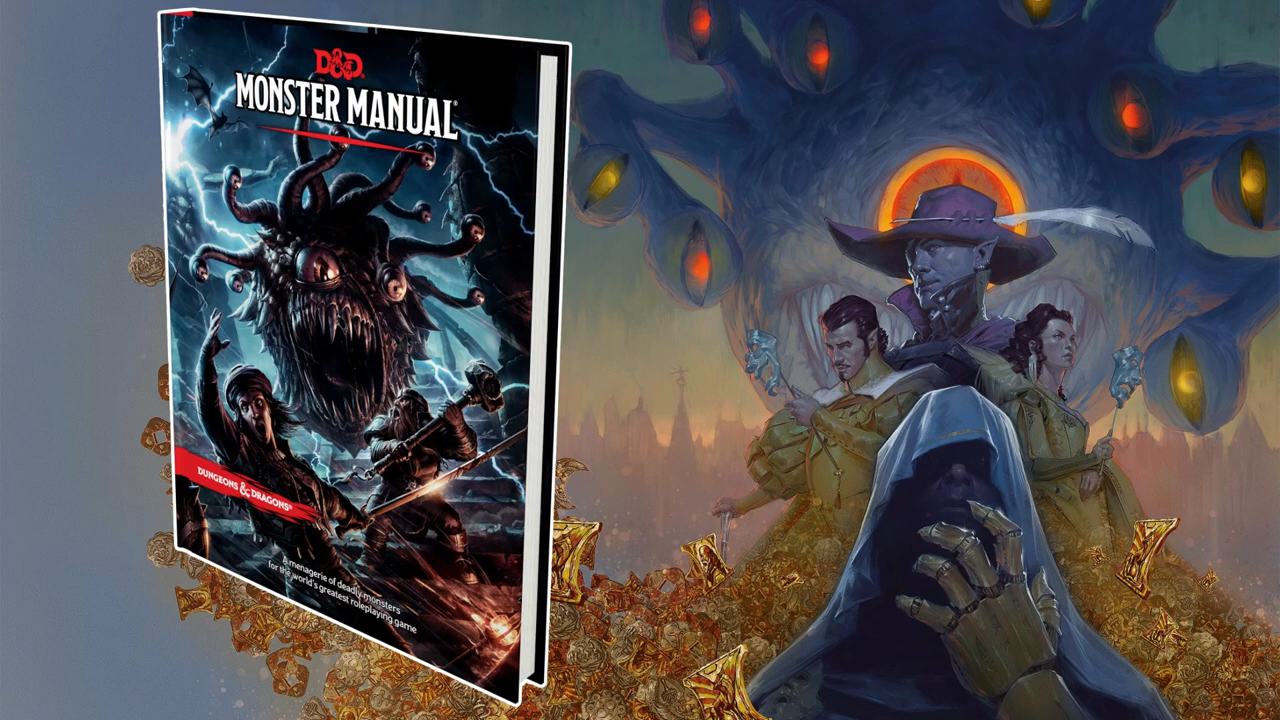 D&D
MONSTER MANUAL®
DUNGEONS & DRAGONS®
A menagerie of deadly monsters
for the world's greatest roleplaying game